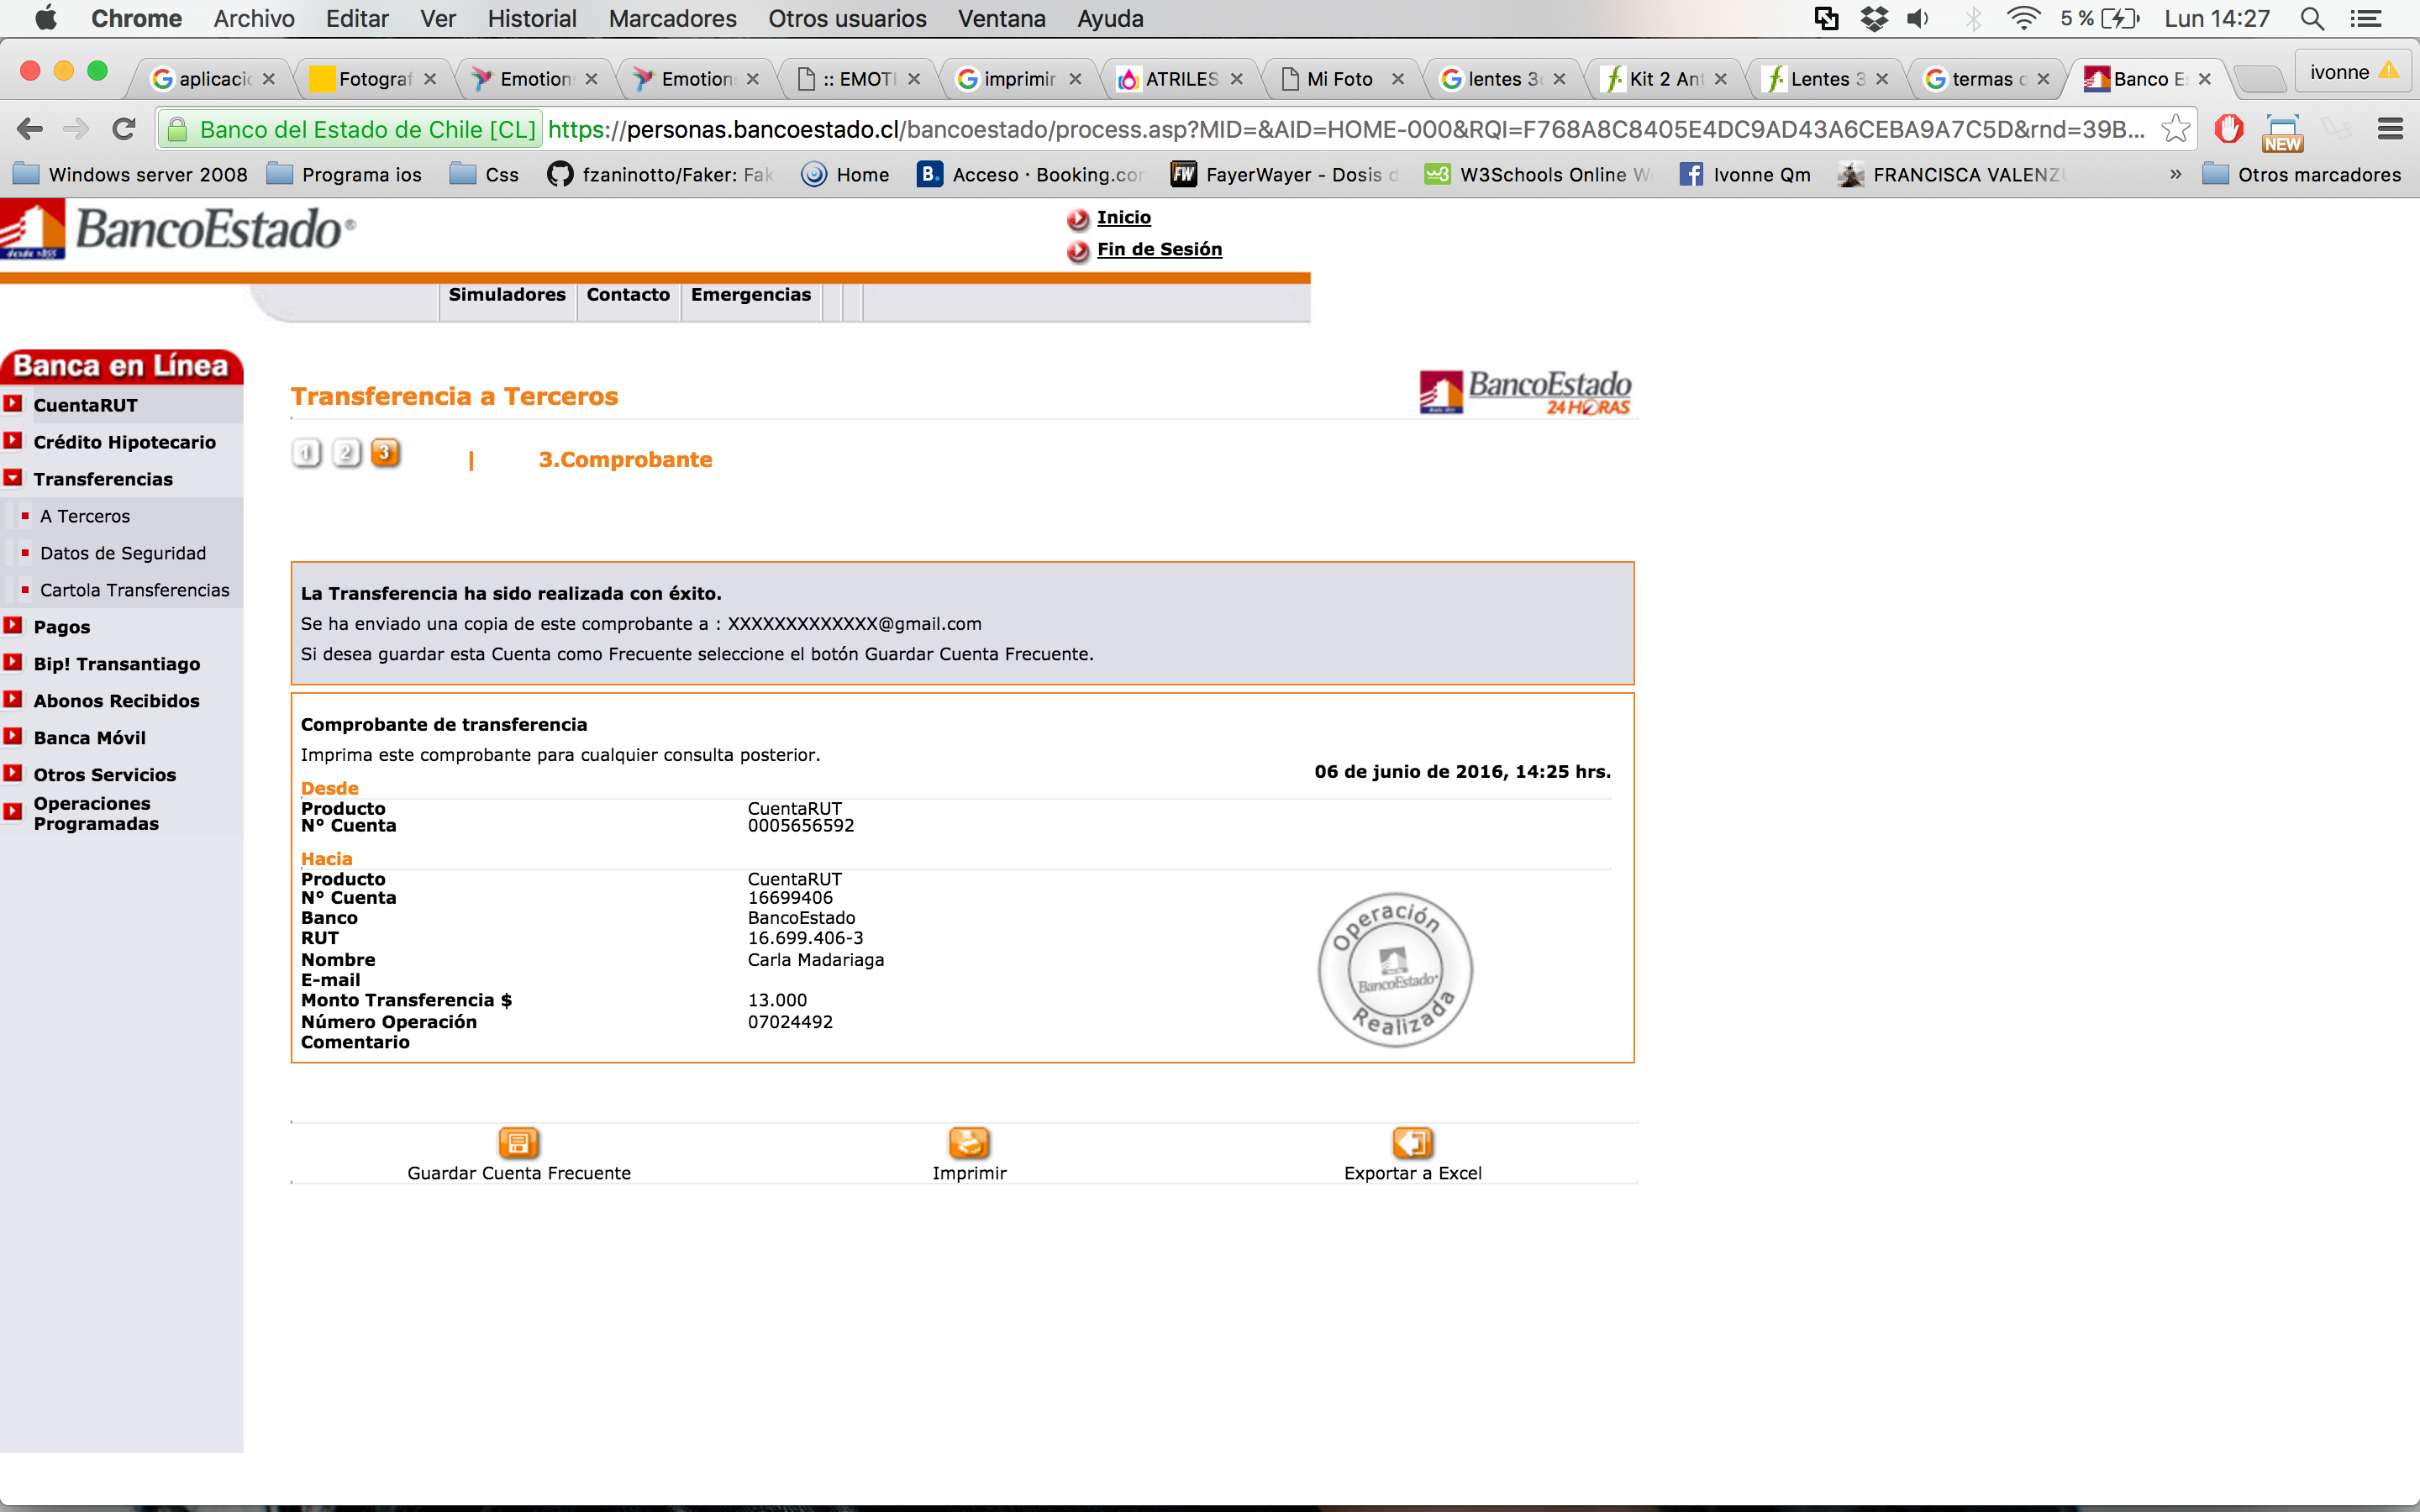 Chrome Archivo Editar Ver Historial Marcadores Otros usuarios Ventana Ayuda 5 % Lun 14:27
aplicaci Fotograf Emotion Emotion :: EMOTI imprimir ATRILES Mi Foto lentes 3 Kit 2 Ant Lentes 3 termas Banco E ivonne
Banco del Estado de Chile [CL] https://personas.bancoestado.cl/bancoestado/process.asp?MID=&AID=HOME-000&RQI=F768A8C8405E4DC9AD43A6CEBA9A7C5D&rnd=39B... NEW
Windows server 2008 Programa ios Css fzaninotto/Faker: Fak Home B. Acceso · Booking.com FW FayerWayer - Dosis d w3 W3Schools Online W Ivonne Qm FRANCISCA VALENZ » Otros marcadores
desde 1855 BancoEstado®
Inicio
Fin de Sesión
Simuladores Contacto Emergencias
Banca en Línea
CuentaRUT
Crédito Hipotecario
Transferencias
A Terceros
Datos de Seguridad
Cartola Transferencias
Pagos
Bip! Transantiago
Abonos Recibidos
Banca Móvil
Otros Servicios
Operaciones
Programadas
Transferencia a Terceros
BancoEstado
24 HORAS
1 2 3 | 3.Comprobante
La Transferencia ha sido realizada con éxito.
Se ha enviado una copia de este comprobante a : XXXXXXXXXXXXX@gmail.com
Si desea guardar esta Cuenta como Frecuente seleccione el botón Guardar Cuenta Frecuente.
Comprobante de transferencia
Imprima este comprobante para cualquier consulta posterior.
06 de junio de 2016, 14:25 hrs.
Desde
Producto CuentaRUT
Nº Cuenta 0005656592
Hacia
Producto CuentaRUT
Nº Cuenta 16699406
Banco BancoEstado
RUT 16.699.406-3
Nombre Carla Madariaga
E-mail
Monto Transferencia $ 13.000
Número Operación 07024492
Comentario
Operación
BancoEstado
Realizada
Guardar Cuenta Frecuente Imprimir Exportar a Excel